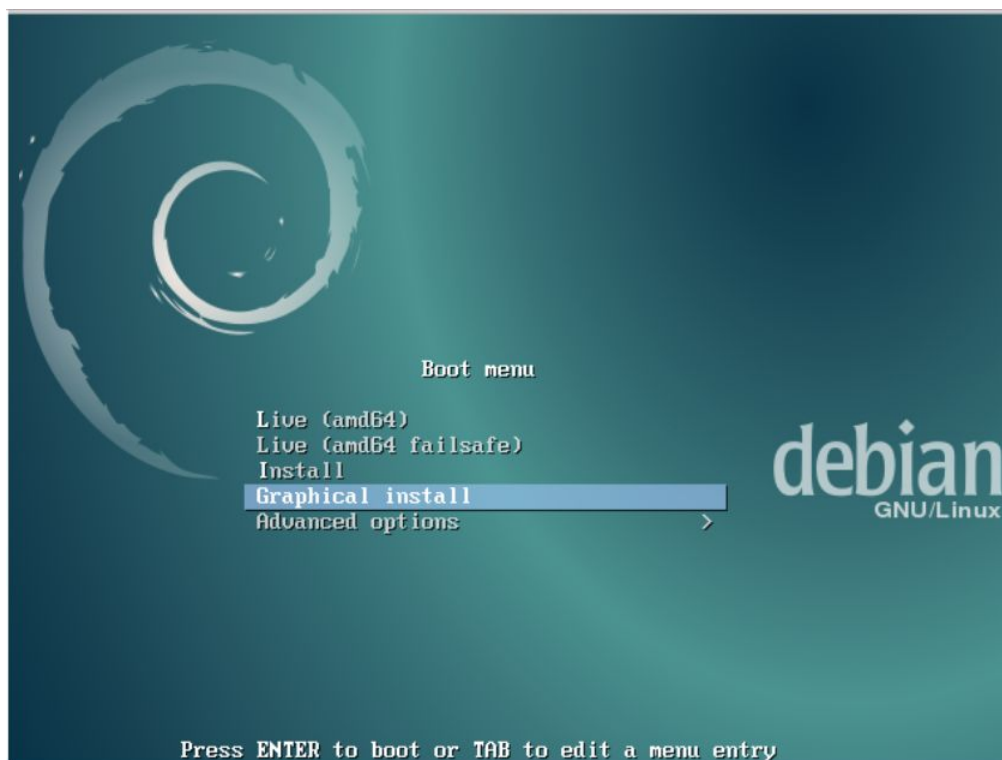 Boot menu
Live (amd64)
Live (amd64 failsafe)
Install
Graphical install
Advanced options >
debian
GNU/Linux
Press ENTER to boot or TAB to edit a menu entry